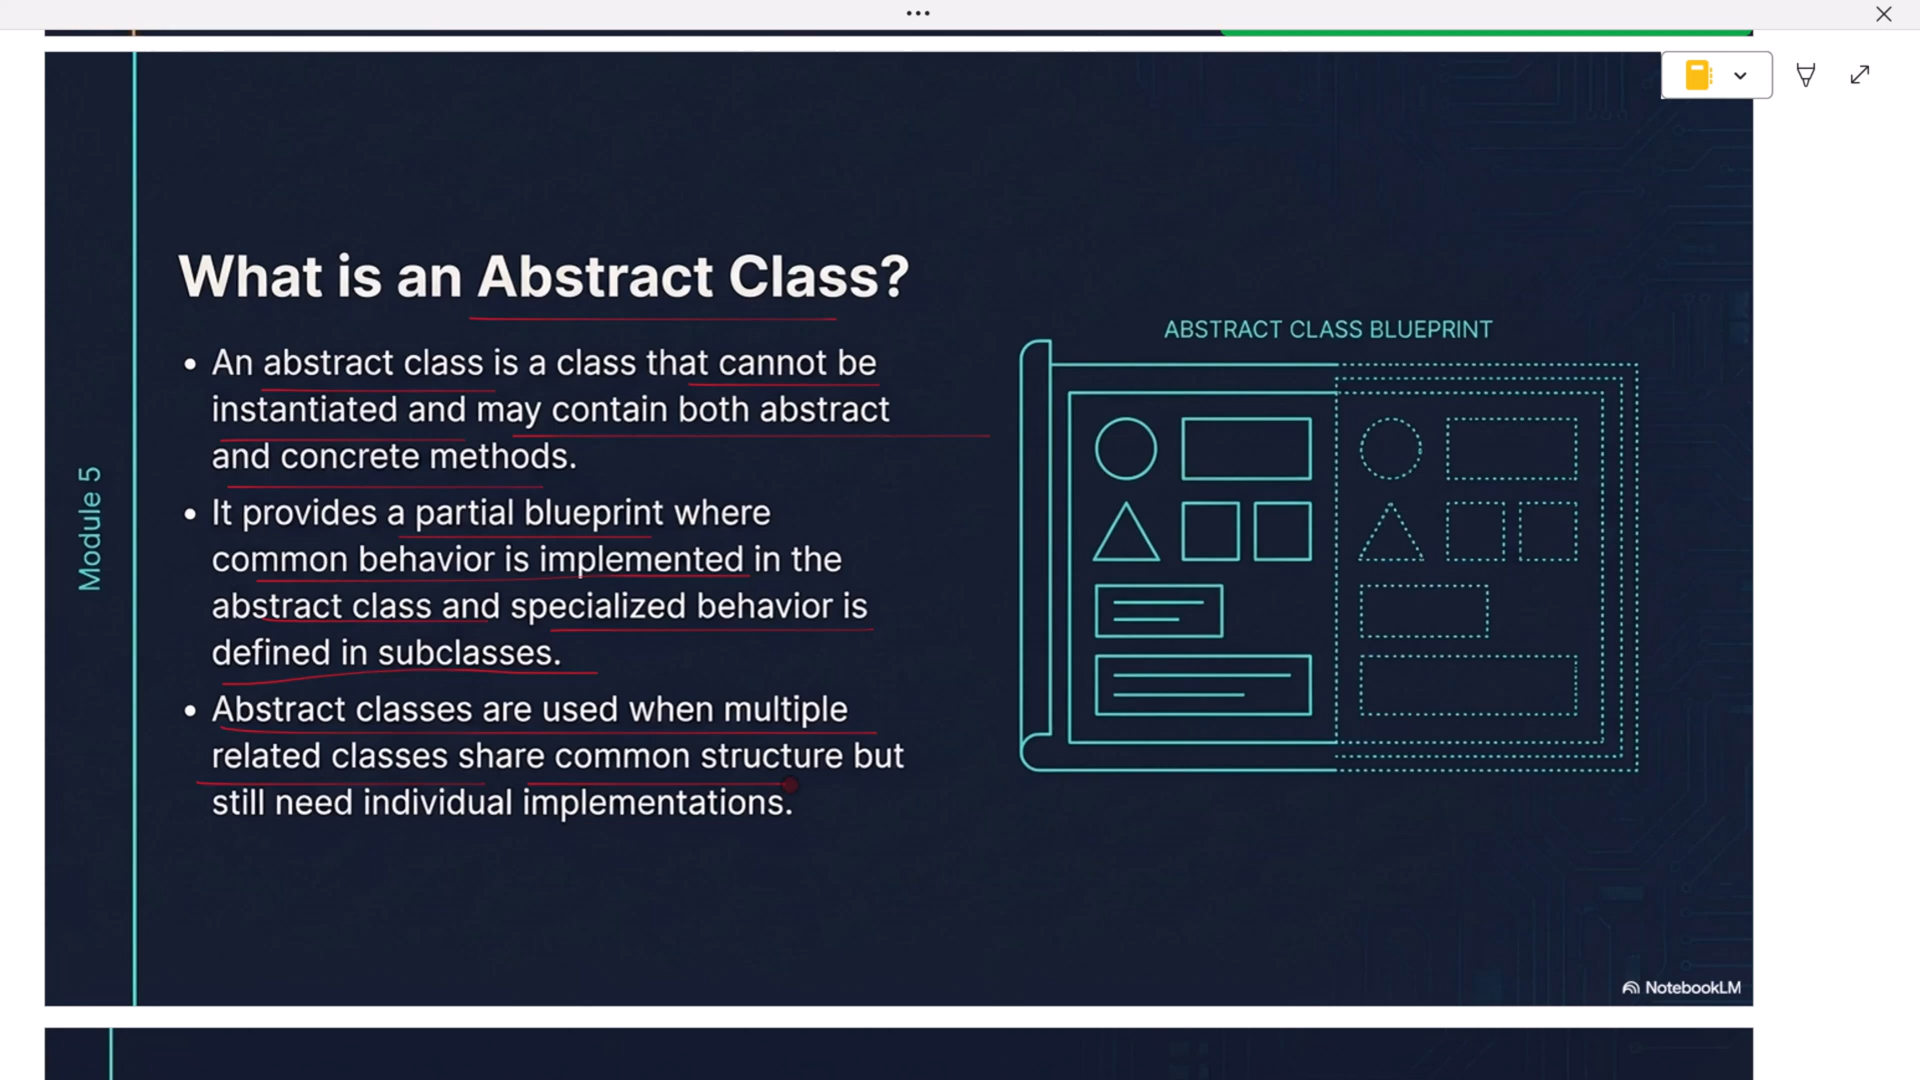 What is an Abstract Class?
• An abstract class is a class that cannot be
instantiated and may contain both abstract
and concrete methods.
• It provides a partial blueprint where
common behavior is implemented in the
abstract class and specialized behavior is
defined in subclasses.
• Abstract classes are used when multiple
related classes share common structure but
still need individual implementations.
Module 5
ABSTRACT CLASS BLUEPRINT
NotebookLM